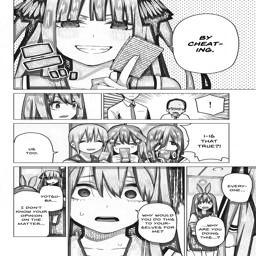 BY
CHEAT-
ING.
!
I-IS
THAT
TRUE?!
US
TOO.
EVERY-
ONE...
...WHY
ARE YOU
DOING
THIS...?
WHY WOULD
YOU DO THIS
TO YOUR-
SELVES FOR
ME?
YOTSU-
BA...
I DON'T
KNOW YOUR
OPINION
ON THE
MATTER...